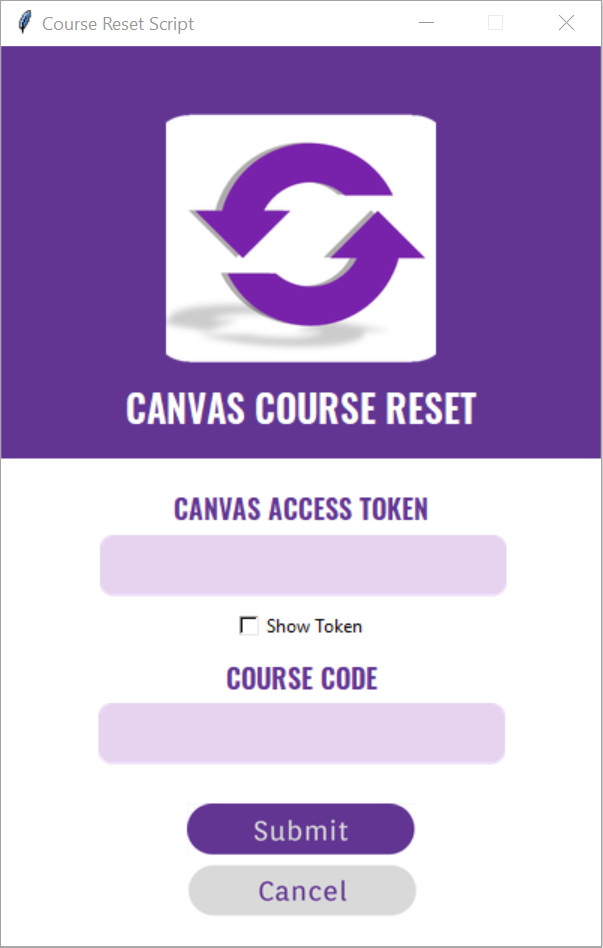 Course Reset Script
CANVAS COURSE RESET
CANVAS ACCESS TOKEN
Show Token
COURSE CODE
Submit
Cancel